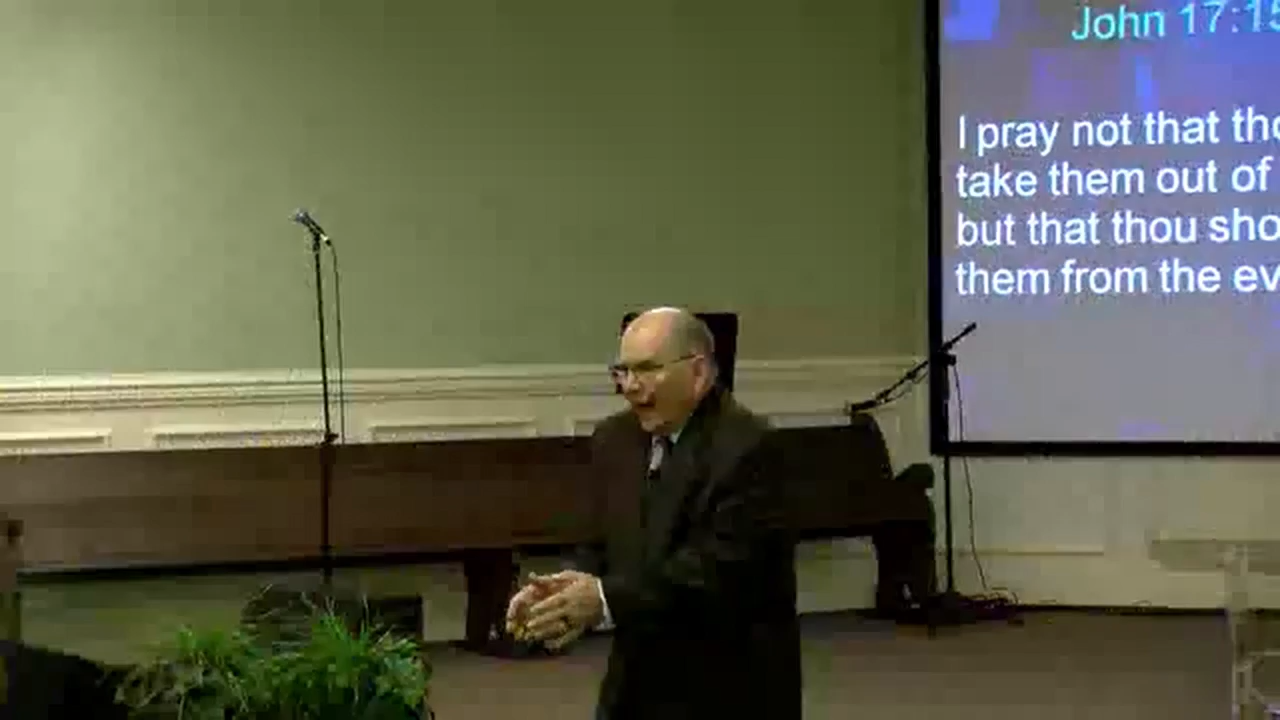 John 17:15
I pray not that tho
take them out of
but that thou sho
them from the ev